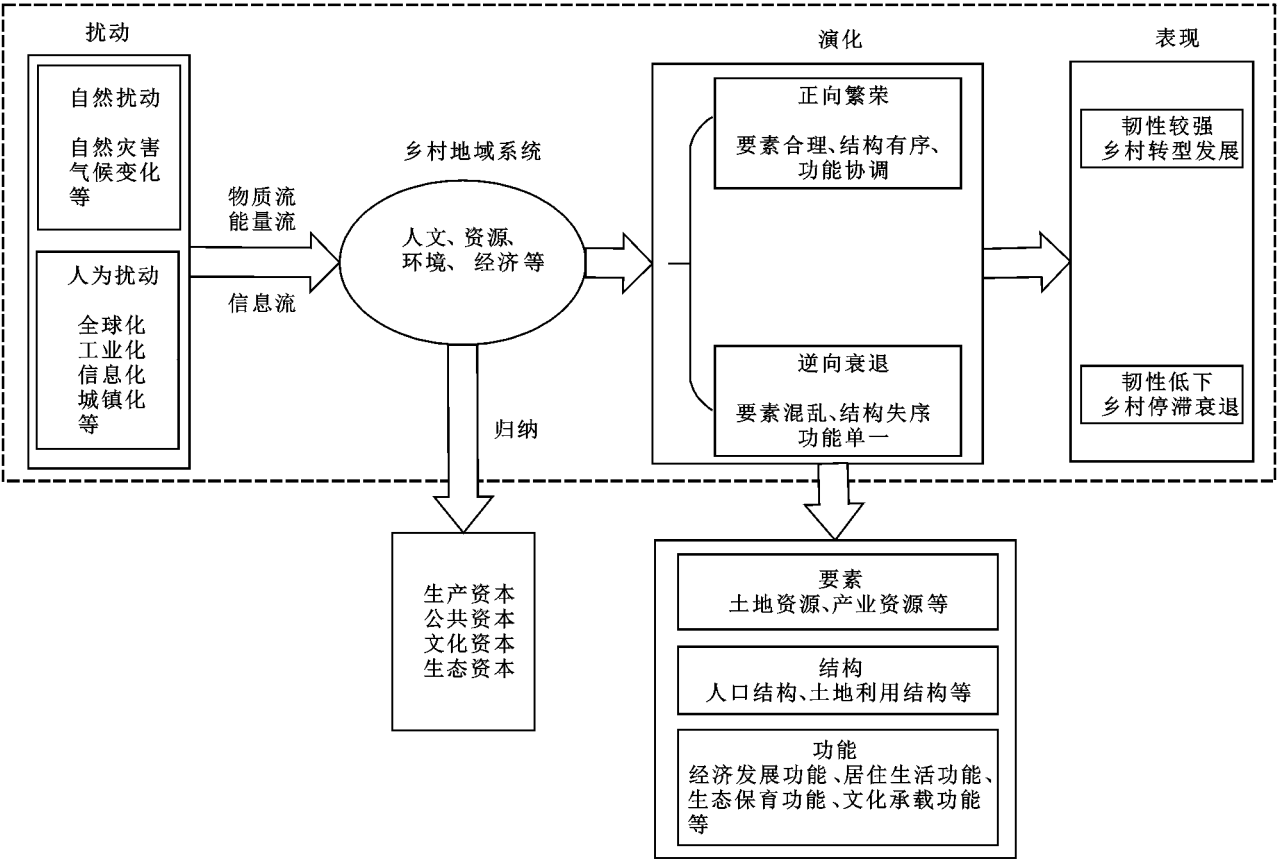 扰动
自然扰动
自然灾害
气候变化
等
人为扰动
全球化
工业化
信息化
城镇化
等
物质流
能量流
信息流
乡村地域系统
人文、资源、
环境、经济等
归纳
生产资本
公共资本
文化资本
生态资本
演化
正向繁荣
要素合理、结构有序、
功能协调
逆向衰退
要素混乱、结构失序
功能单一
表现
韧性较强
乡村转型发展
韧性低下
乡村停滞衰退
要素
土地资源、产业资源等
结构
人口结构、土地利用结构等
功能
经济发展功能、居住生活功能、
生态保育功能、文化承载功能
等